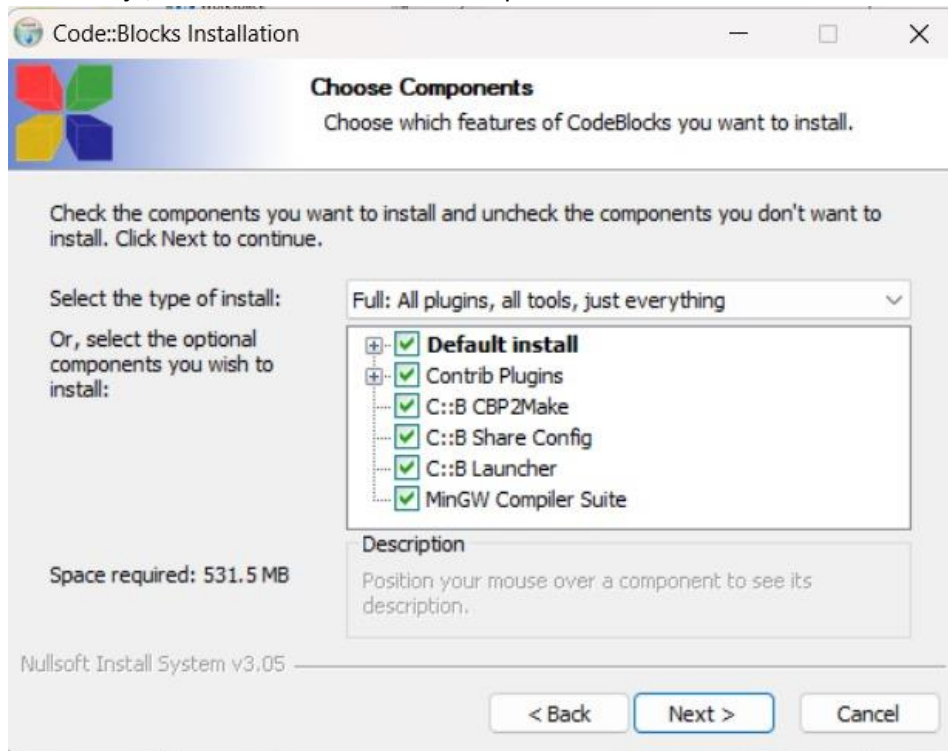 Code::Blocks Installation
Choose Components
Choose which features of CodeBlocks you want to install.
Check the components you want to install and uncheck the components you don't want to
install. Click Next to continue.
Select the type of install:
Full: All plugins, all tools, just everything
Or, select the optional
components you wish to
install:
Default install
Contrib Plugins
C::B CBP2Make
C::B Share Config
C::B Launcher
MinGW Compiler Suite
Space required: 531.5 MB
Description
Position your mouse over a component to see its
description.
Nullsoft Install System v3.05
< Back
Next >
Cancel